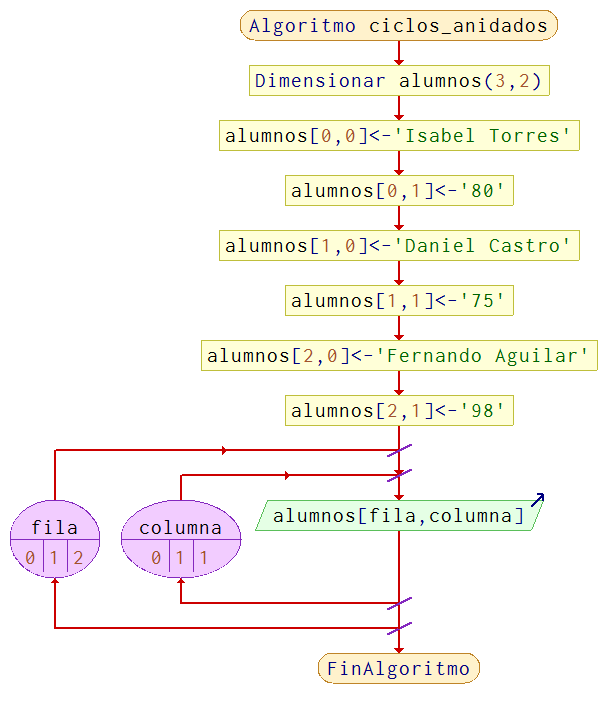 Algoritmo ciclos_anidados
Dimensionar alumnos(3,2)
alumnos[0,0]<-'Isabel Torres'
alumnos[0,1]<-'80'
alumnos[1,0]<-'Daniel Castro'
alumnos[1,1]<-'75'
alumnos[2,0]<-'Fernando Aguilar'
alumnos[2,1]<-'98'
fila
0 1 2
columna
0 1 1
alumnos[fila,columna]
FinAlgoritmo